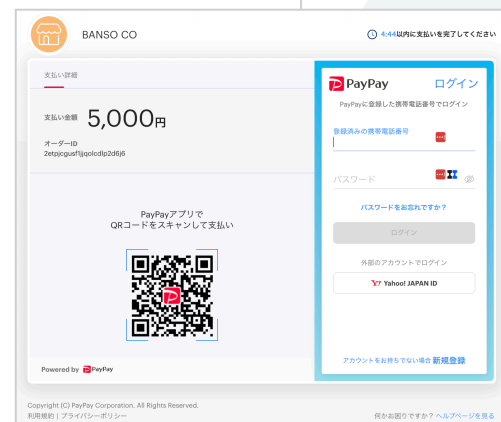 BANSO CO
4:44以内に支払いを完了してください
支払い詳細
支払い金額 5,000円
オーダーID
2etpjcgusf1jjqolcdlp2d6j6
PayPayアプリで
QRコードをスキャンして支払い
Powered by PayPay
PayPay ログイン
PayPayに登録した携帯電話番号でログイン
登録済みの携帯電話番号
パスワード
パスワードをお忘れですか？
ログイン
外部のアカウントでログイン
Yahoo! JAPAN ID
アカウントをお持ちでない場合 新規登録
Copyright (C) PayPay Corporation. All Rights Reserved.
利用規約 | プライバシーポリシー
何かお困りですか？ ヘルプページを見る